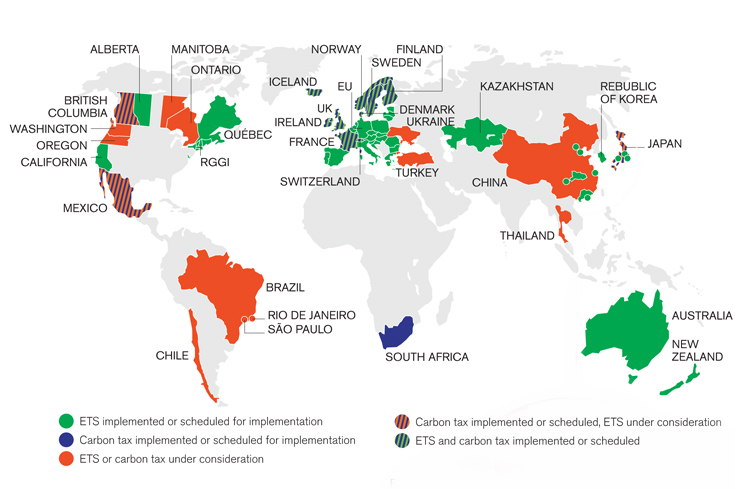 ALBERTA
MANITOBA
ONTARIO
NORWAY
FINLAND
SWEDEN
ICELAND
EU
KAZAKHSTAN
REPUBLIC
OF KOREA
BRITISH
COLUMBIA
UK
DENMARK
UKRAINE
WASHINGTON
IRELAND
QUÉBEC
OREGON
FRANCE
JAPAN
CALIFORNIA
RGGI
TURKEY
SWITZERLAND
CHINA
MEXICO
THAILAND
BRAZIL
RIO DE JANEIRO
SÃO PAULO
AUSTRALIA
CHILE
SOUTH AFRICA
NEW
ZEALAND
ETS implemented or scheduled for implementation
Carbon tax implemented or scheduled for implementation
ETS or carbon tax under consideration
Carbon tax implemented or scheduled, ETS under consideration
ETS and carbon tax implemented or scheduled